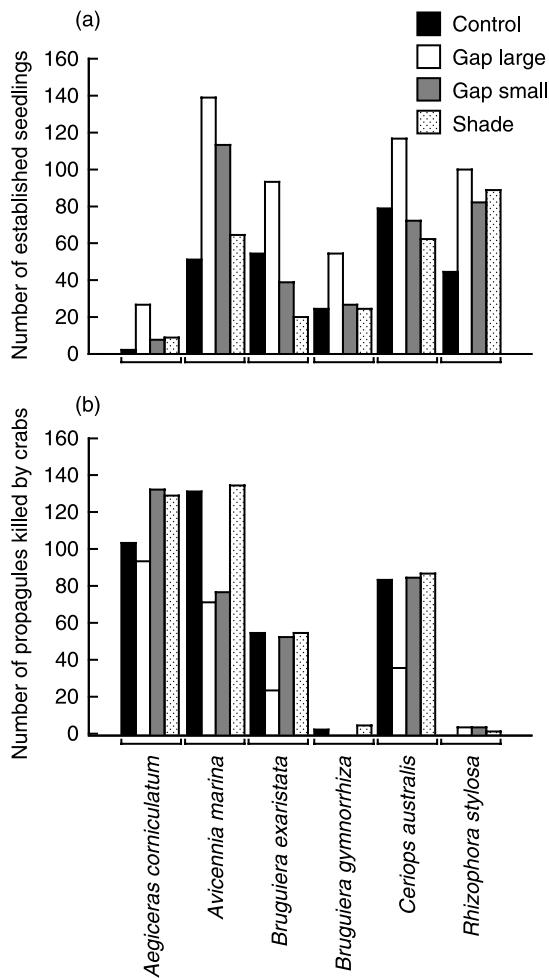 (a)
Control
Gap large
Gap small
Shade
Number of established seedlings
160
140
120
100
80
60
40
20
0
(b)
Number of propagules killed by crabs
160
140
120
100
80
60
40
20
0
Aegiceras corniculatum
Avicennia marina
Bruguiera exaristata
Bruguiera gymnorrhiza
Ceriops australis
Rhizophora stylosa